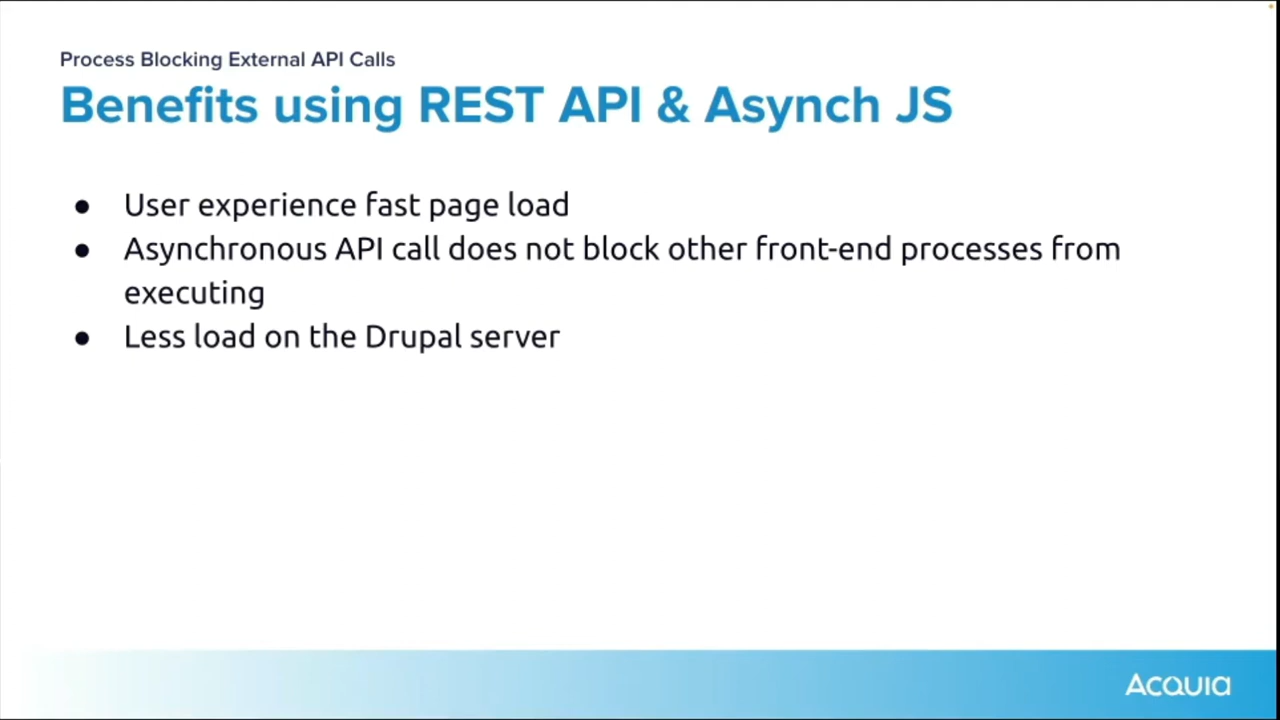 Process Blocking External API Calls
Benefits using REST API & Asynch JS
● User experience fast page load
● Asynchronous API call does not block other front-end processes from
executing
● Less load on the Drupal server
Acquia